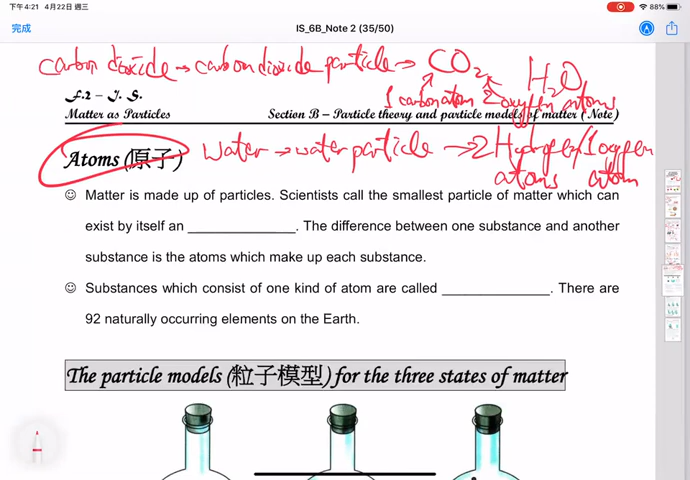 下午4:21 4月22日 週三
88%
完成
IS_6B_Note 2 (35/50)
carbon dioxide → carbon dioxide particle → CO2
H2O
1 carbon atom 2 oxygen atoms
F.2 – I. S.
Matter as Particles Section B – Particle theory and particle models of matter (Note)
Atoms (原子)
Water → water particle → 2 Hydrogen / 1 oxygen
atoms atom
Matter is made up of particles. Scientists call the smallest particle of matter which can
exist by itself an ______________. The difference between one substance and another
substance is the atoms which make up each substance.
Substances which consist of one kind of atom are called ______________. There are
92 naturally occurring elements on the Earth.
The particle models (粒子模型) for the three states of matter